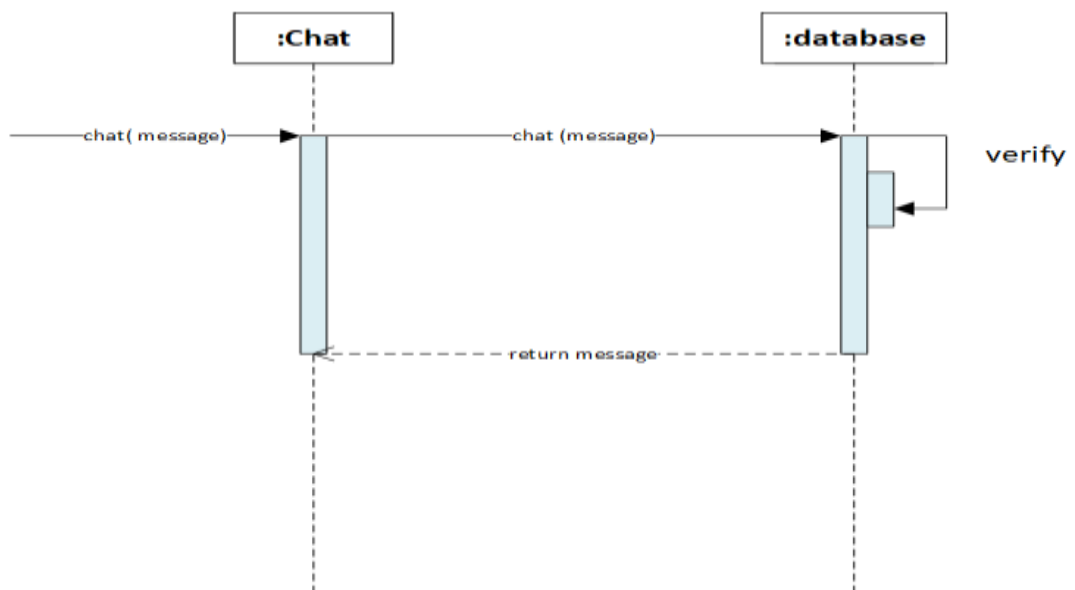 :Chat
:database
chat( message)
chat (message)
verify
return message